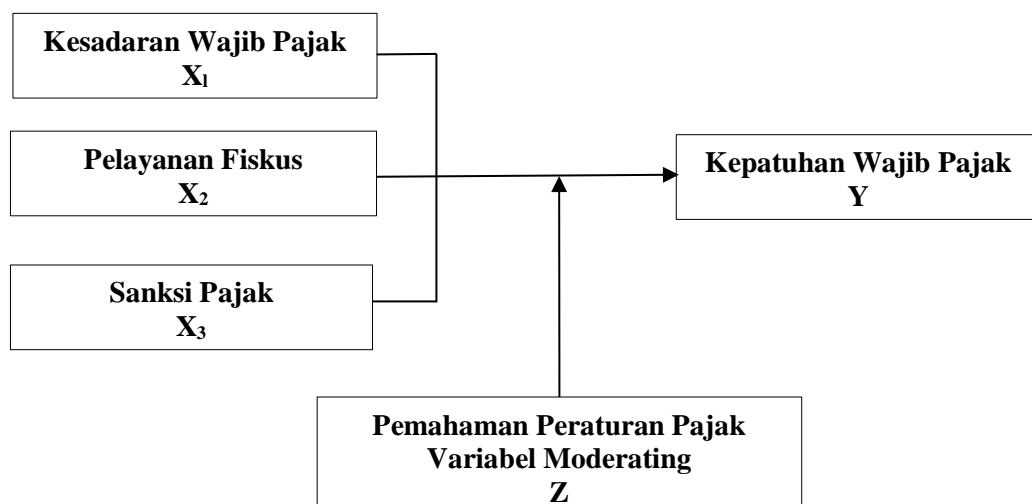 Kesadaran Wajib Pajak
X₁
Pelayanan Fiskus
X₂
Sanksi Pajak
X₃
Kepatuhan Wajib Pajak
Y
Pemahaman Peraturan Pajak
Variabel Moderating
Z